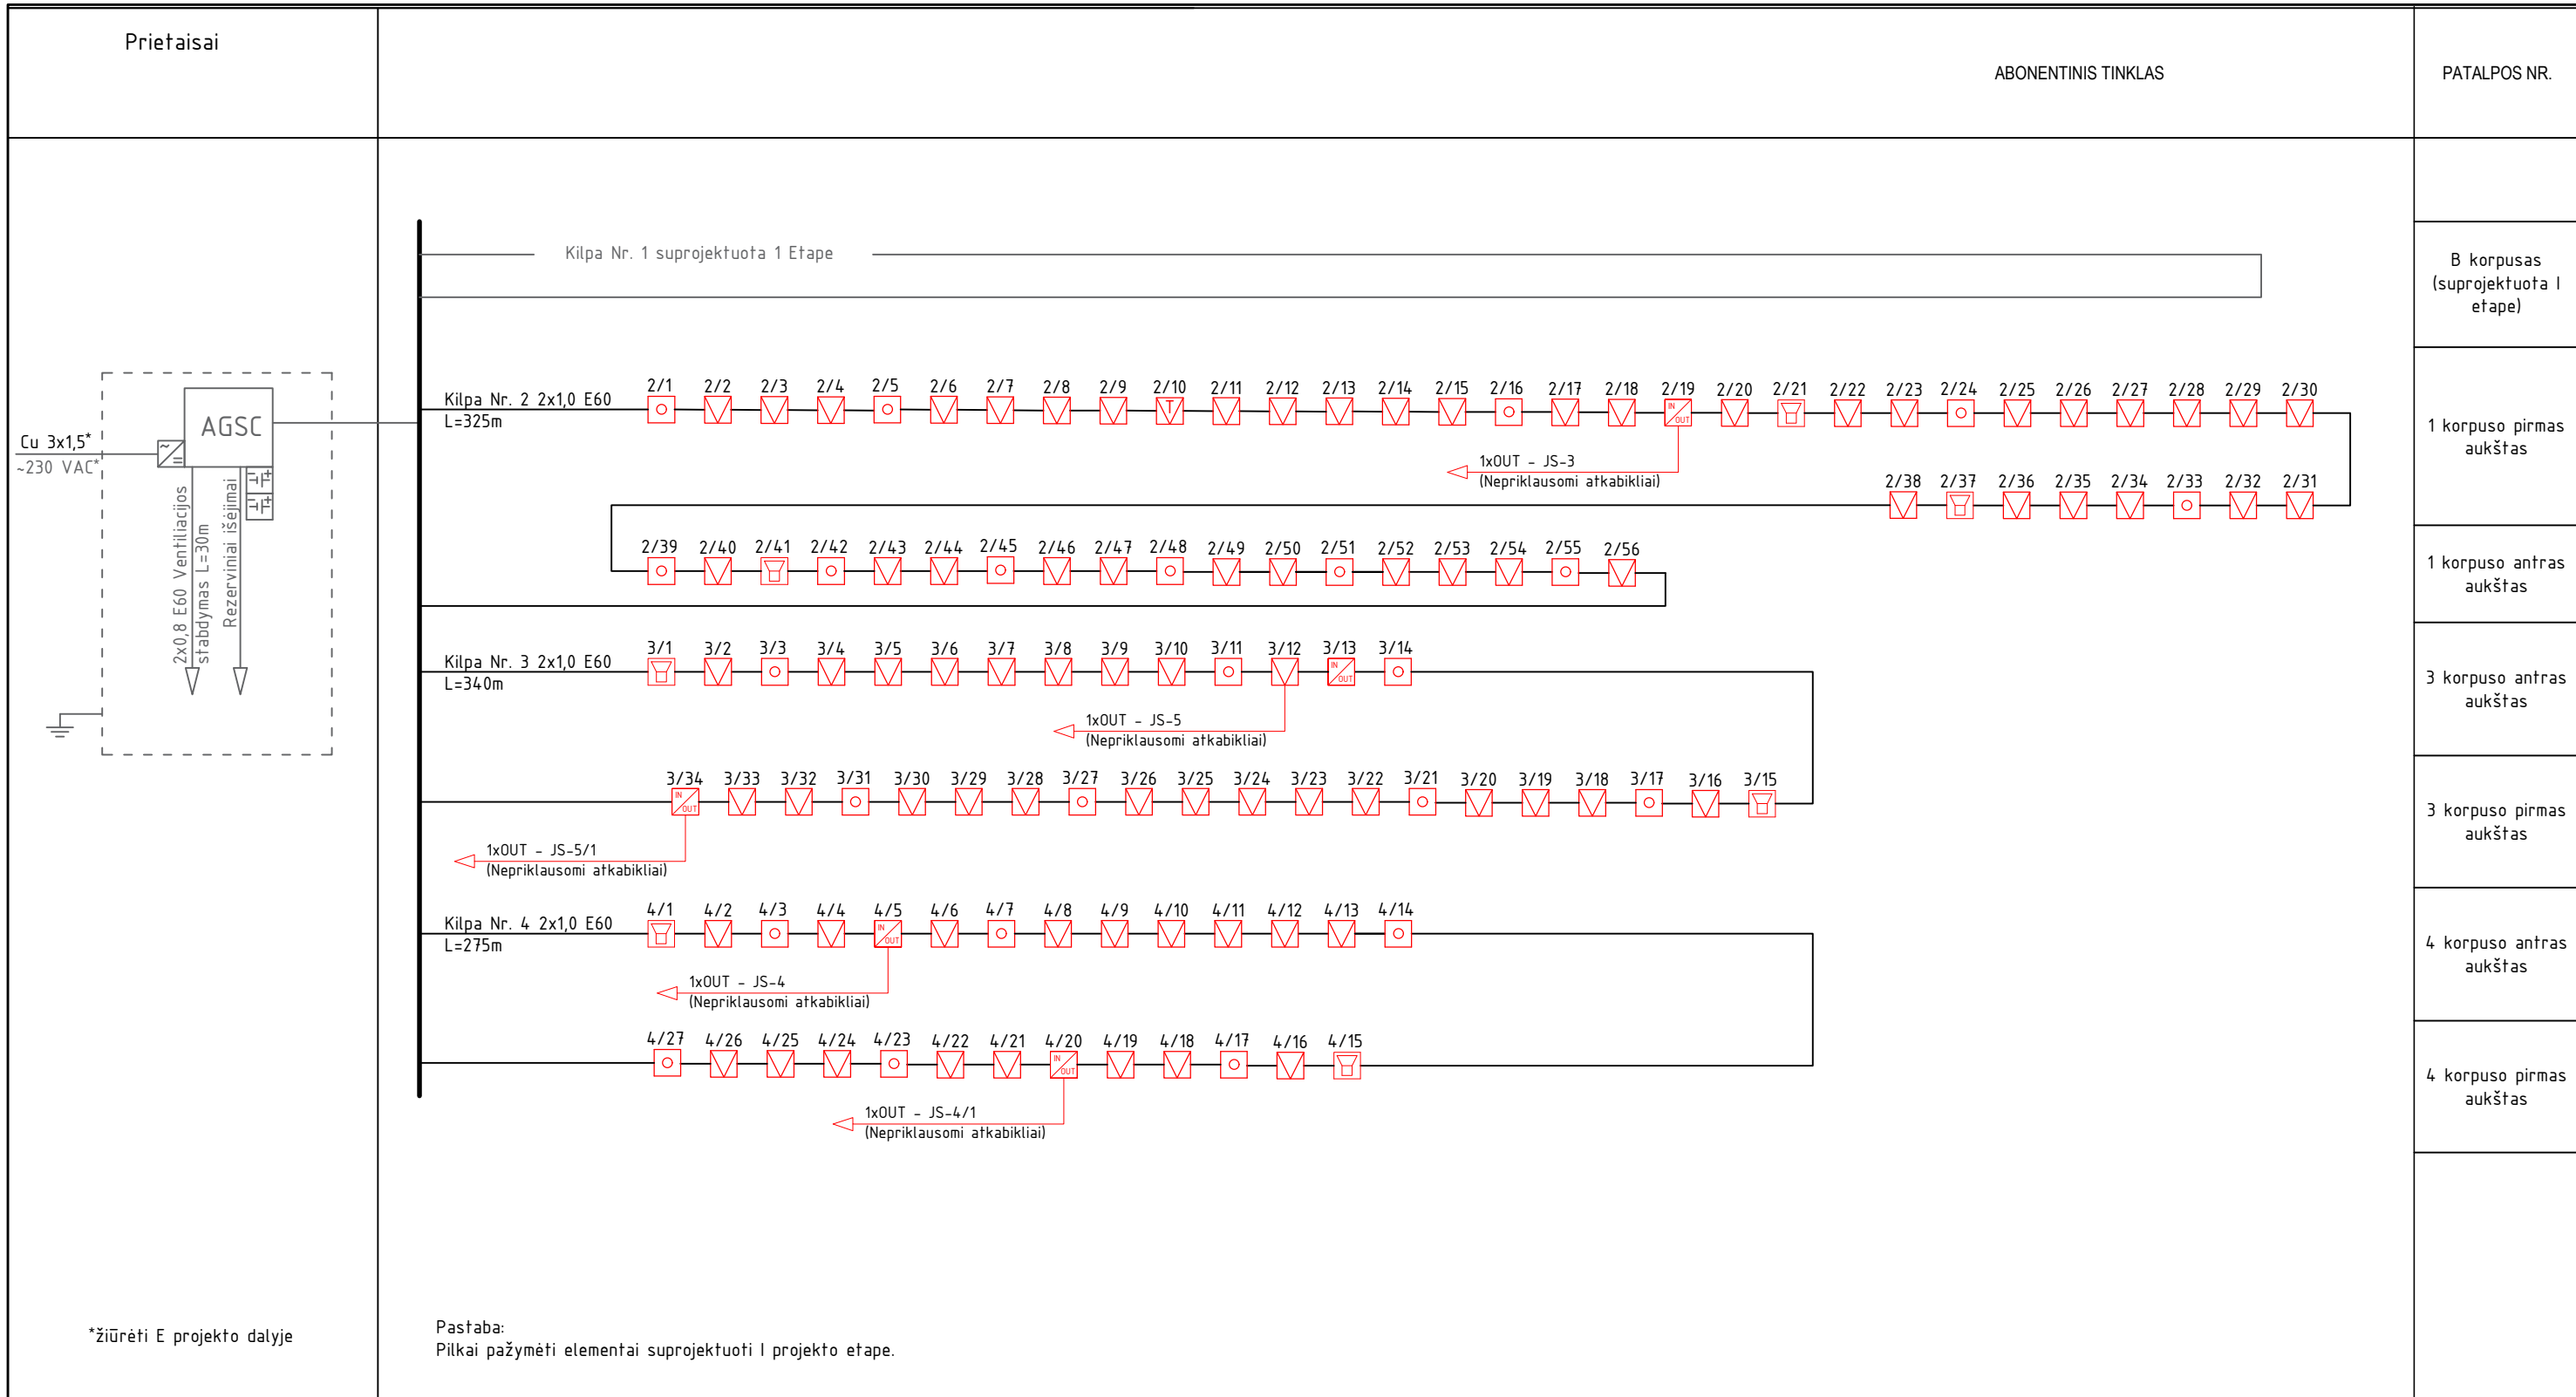 Prietaisai
ABONENTINIS TINKLAS
PATALPOS NR.
Kilpa Nr. 1 suprojektuota 1 Etape
B korpusas
(suprojektuota I
etape)
AGSC
Cu 3x1,5*
~230 VAC*
2x0,8 E60 Ventiliacijos
stabdymas L=30m
Rezerviniai išėjimai
Kilpa Nr. 2 2x1,0 E60
L=325m
2/1 2/2 2/3 2/4 2/5 2/6 2/7 2/8 2/9 2/10 2/11 2/12 2/13 2/14 2/15 2/16 2/17 2/18 2/19 2/20 2/21 2/22 2/23 2/24 2/25 2/26 2/27 2/28 2/29 2/30
T
IN
OUT
1xOUT - JS-3
(Nepriklausomi atkabikliai)
1 korpuso pirmas
aukštas
2/38 2/37 2/36 2/35 2/34 2/33 2/32 2/31
2/39 2/40 2/41 2/42 2/43 2/44 2/45 2/46 2/47 2/48 2/49 2/50 2/51 2/52 2/53 2/54 2/55 2/56
1 korpuso antras
aukštas
Kilpa Nr. 3 2x1,0 E60
L=340m
3/1 3/2 3/3 3/4 3/5 3/6 3/7 3/8 3/9 3/10 3/11 3/12 3/13 3/14
IN
OUT
1xOUT - JS-5
(Nepriklausomi atkabikliai)
3 korpuso antras
aukštas
3/34 3/33 3/32 3/31 3/30 3/29 3/28 3/27 3/26 3/25 3/24 3/23 3/22 3/21 3/20 3/19 3/18 3/17 3/16 3/15
IN
OUT
1xOUT - JS-5/1
(Nepriklausomi atkabikliai)
3 korpuso pirmas
aukštas
Kilpa Nr. 4 2x1,0 E60
L=275m
4/1 4/2 4/3 4/4 4/5 4/6 4/7 4/8 4/9 4/10 4/11 4/12 4/13 4/14
IN
OUT
1xOUT - JS-4
(Nepriklausomi atkabikliai)
4 korpuso antras
aukštas
4/27 4/26 4/25 4/24 4/23 4/22 4/21 4/20 4/19 4/18 4/17 4/16 4/15
IN
OUT
1xOUT - JS-4/1
(Nepriklausomi atkabikliai)
4 korpuso pirmas
aukštas
*žiūrėti E projekto dalyje
Pastaba:
Pilkai pažymėti elementai suprojektuoti I projekto etape.